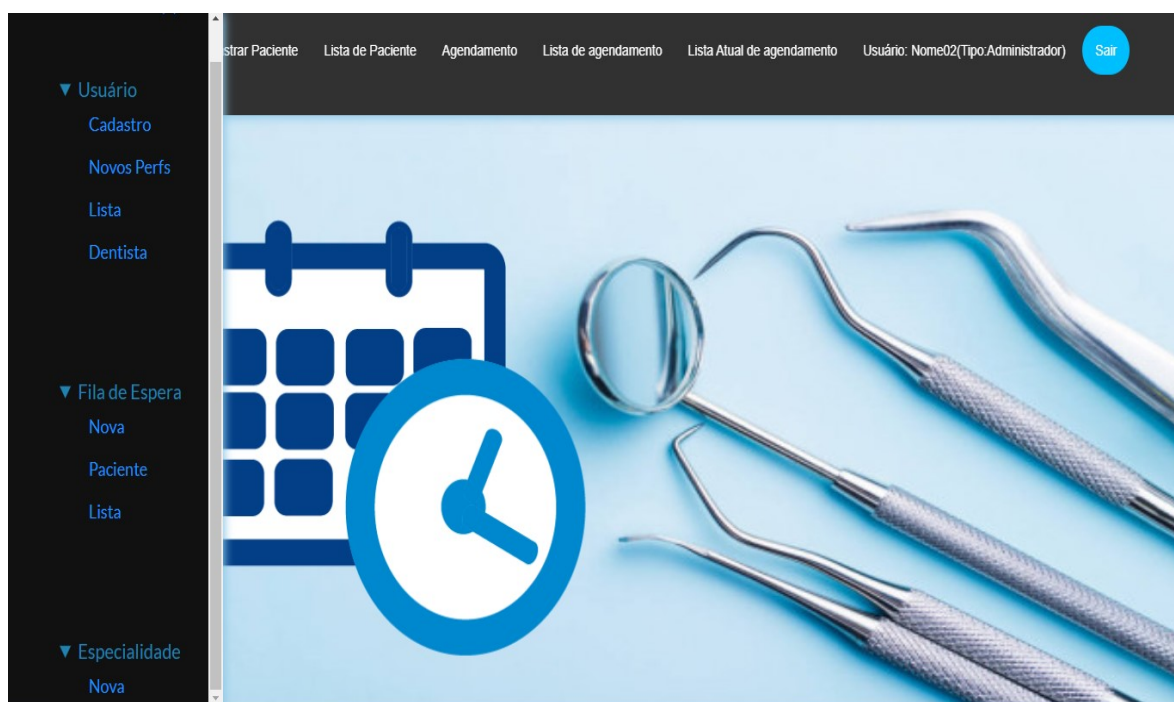 strar Paciente Lista de Paciente Agendamento Lista de agendamento Lista Atual de agendamento Usuário: Nome02(Tipo:Administrador) Sair
▼ Usuário
Cadastro
Novos Perfs
Lista
Dentista
▼ Fila de Espera
Nova
Paciente
Lista
▼ Especialidade
Nova